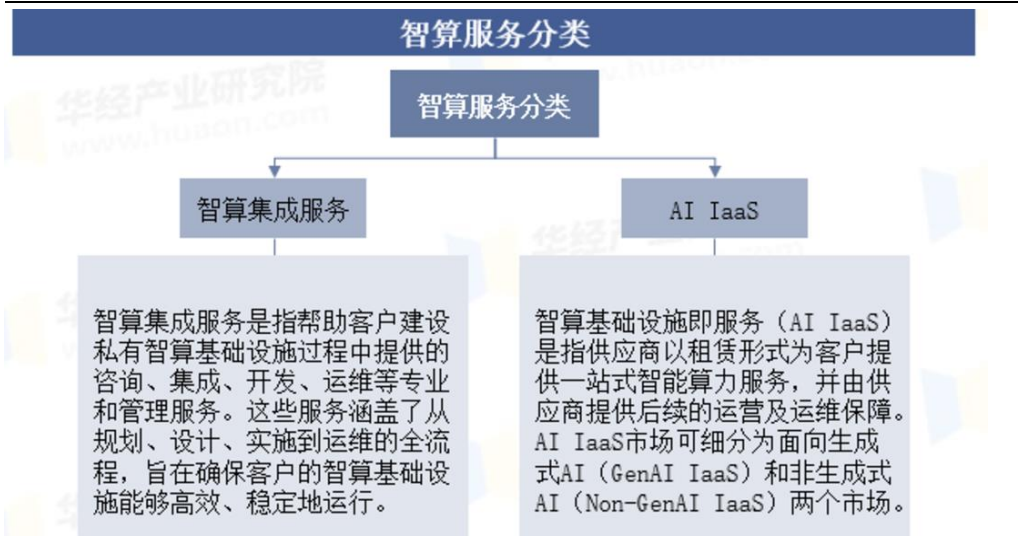 智算服务分类
智算服务分类
智算集成服务
AI IaaS
智算集成服务是指帮助客户建设
私有智算基础设施过程中提供的
咨询、集成、开发、运维等专业
和管理服务。这些服务涵盖了从
规划、设计、实施到运维的全流
程，旨在确保客户的智算基础设
施能够高效、稳定地运行。
智算基础设施即服务（AI IaaS）
是指供应商以租赁形式为客户提
供一站式智能算力服务，并由供
应商提供后续的运营及运维保障。
AI IaaS市场可细分为面向生成
式AI（GenAI IaaS）和非生成式
AI（Non-GenAI IaaS）两个市场。
华经产业研究院
www.huaon.com